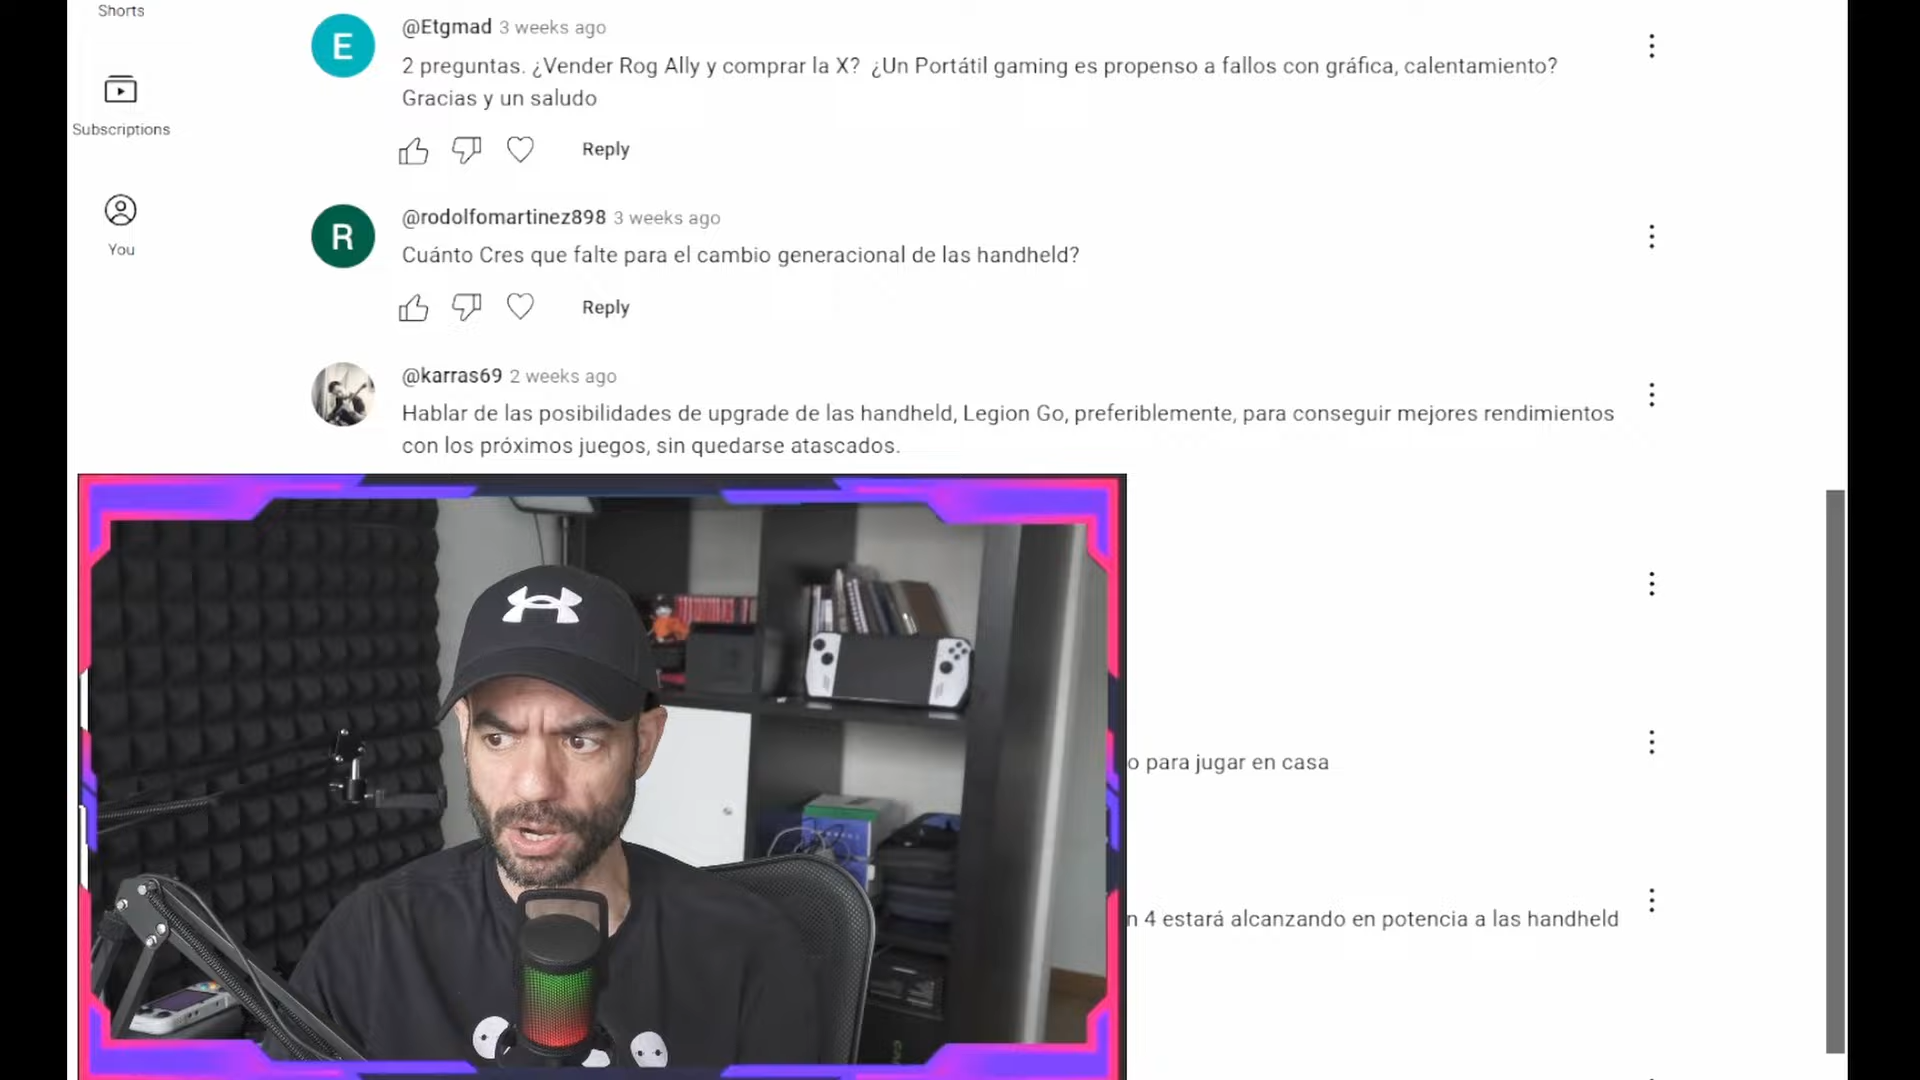 Shorts
@Etgmad 3 weeks ago
2 preguntas. ¿Vender Rog Ally y comprar la X? ¿Un Portátil gaming es propenso a fallos con gráfica, calentamiento?
Gracias y un saludo
Reply
Subscriptions
@rodolfomartinez898 3 weeks ago
Cuánto Cres que falte para el cambio generacional de las handheld?
Reply
You
@karras69 2 weeks ago
Hablar de las posibilidades de upgrade de las handheld, Legion Go, preferiblemente, para conseguir mejores rendimientos
con los próximos juegos, sin quedarse atascados.
o para jugar en casa
n 4 estará alcanzando en potencia a las handheld
E
R